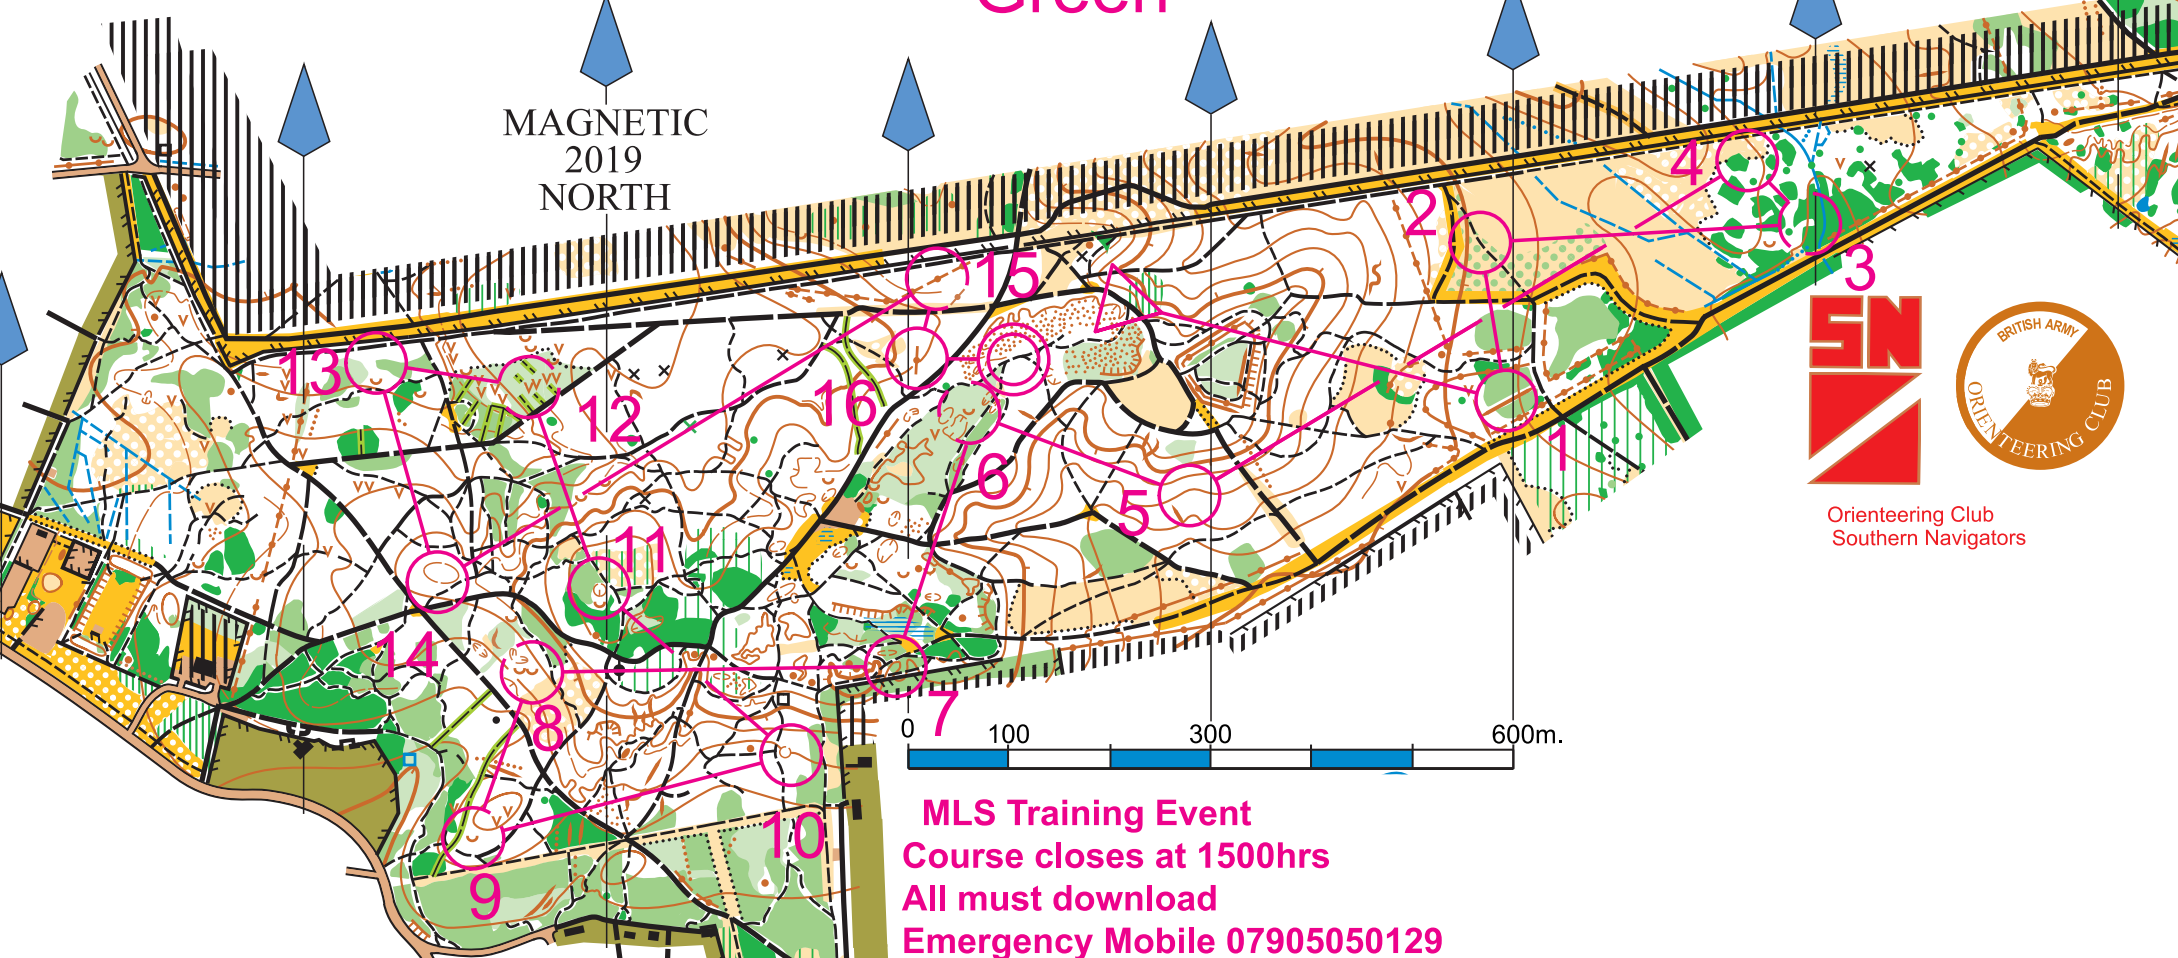 Green
MAGNETIC
2019
NORTH
4
2
3
15
13
12
16
1
6
5
11
14
8
7
10
9
SN
BRITISH ARMY
ORIENTEERING CLUB
Orienteering Club
Southern Navigators
0 100 300 600m.
MLS Training Event
Course closes at 1500hrs
All must download
Emergency Mobile 07905050129